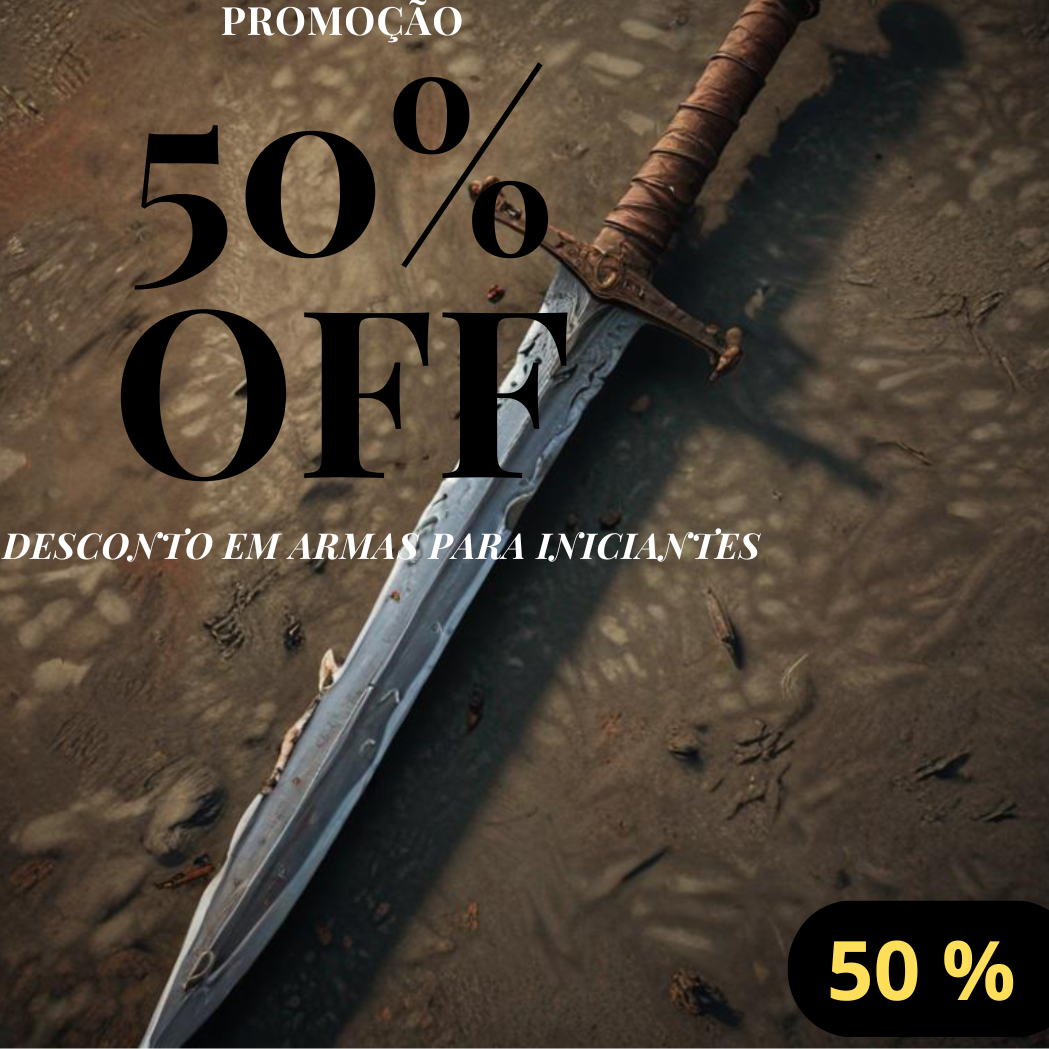 PROMOÇÃO
50%
OFF
DESCONTO EM ARMAS PARA INICIANTES
50 %